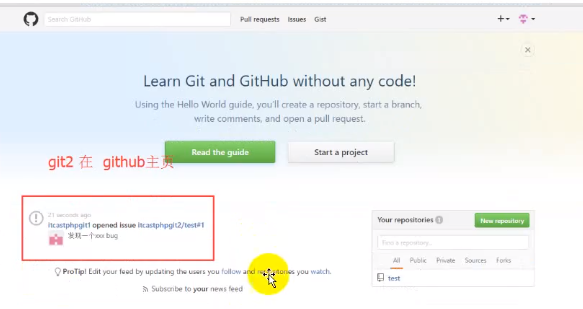 Search GitHub
Pull requests Issues Gist
Learn Git and GitHub without any code!
Using the Hello World guide, you'll create a repository, start a branch,
write comments, and open a pull request.
Read the guide Start a project
git2 在 github主页
21 seconds ago
itcastphpgit1 opened issue itcastphpgit2/test#1
发现一个xxx bug
ProTip! Edit your feed by updating the users you follow and repositories you watch.
Subscribe to your news feed
Your repositories 1 New repository
Find a repository...
All Public Private Sources Forks
test